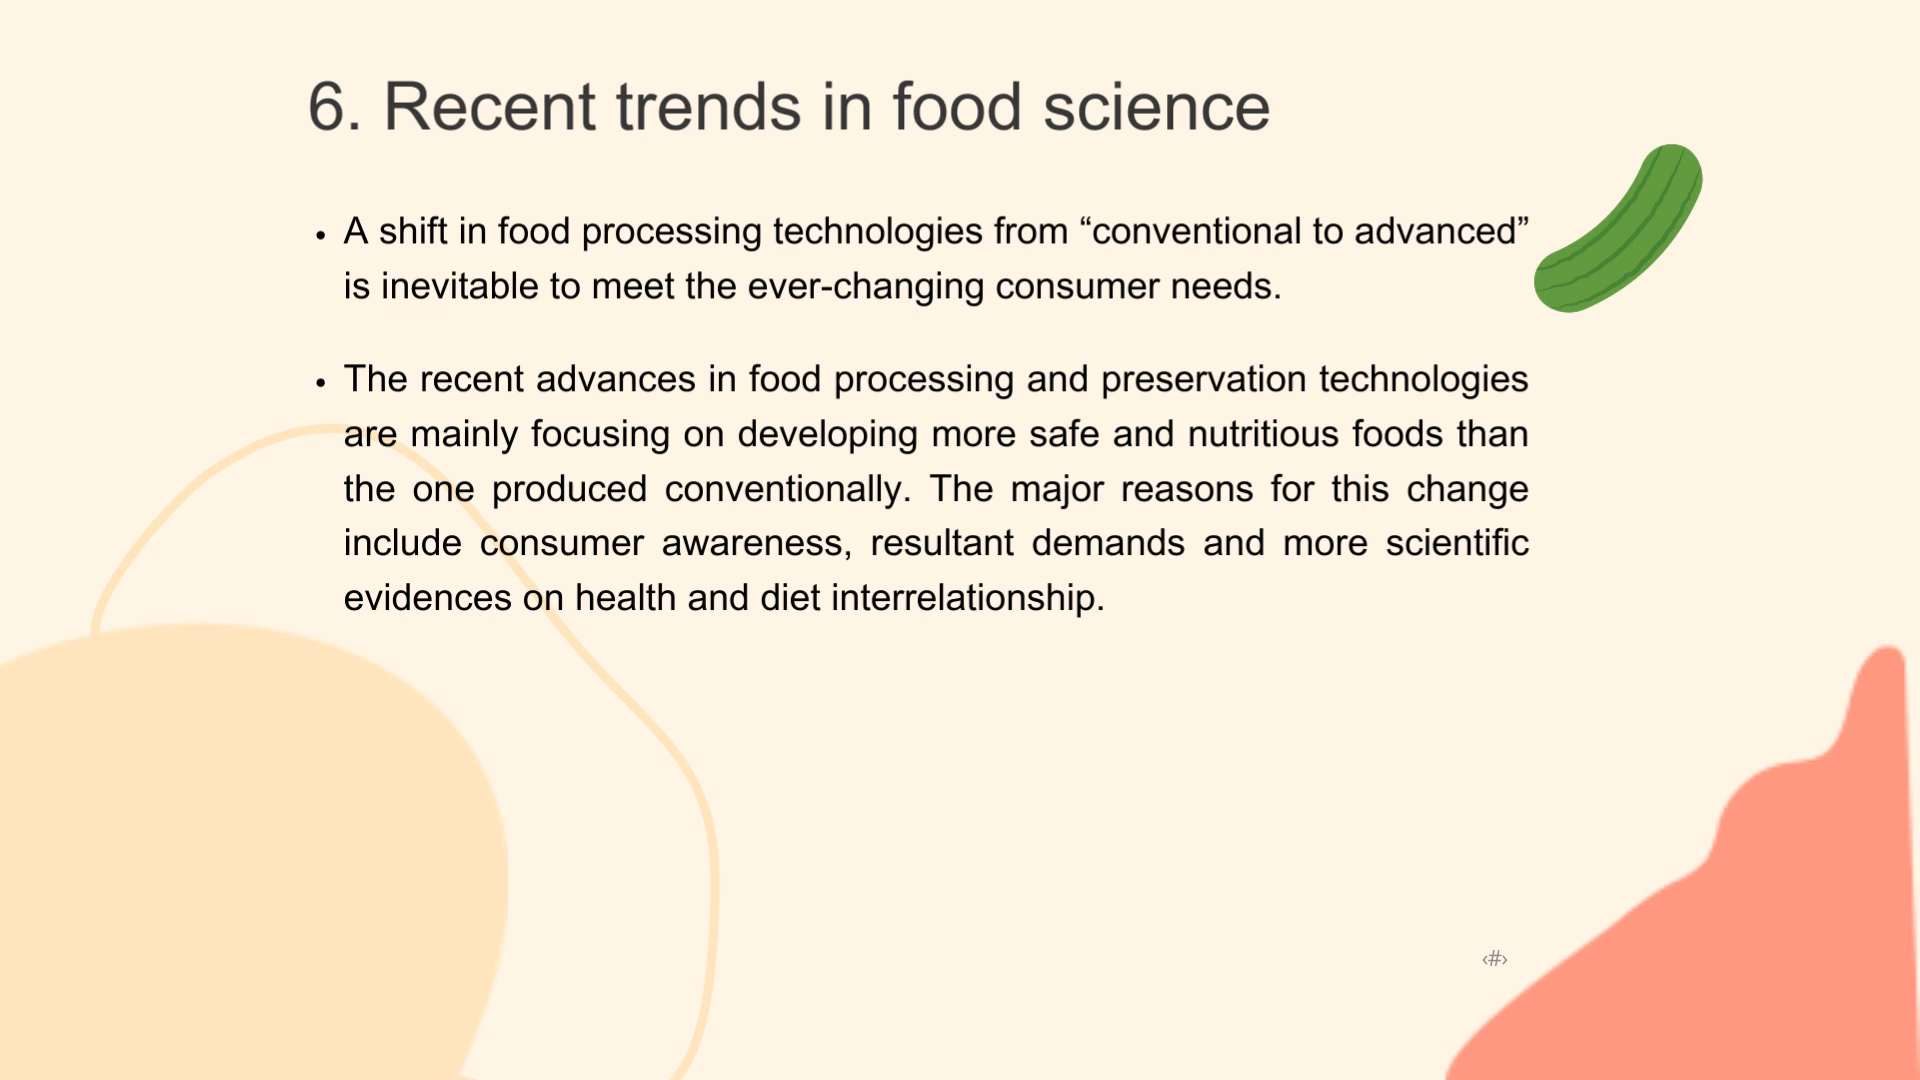 6. Recent trends in food science
• A shift in food processing technologies from “conventional to advanced”
is inevitable to meet the ever-changing consumer needs.
• The recent advances in food processing and preservation technologies
are mainly focusing on developing more safe and nutritious foods than
the one produced conventionally. The major reasons for this change
include consumer awareness, resultant demands and more scientific
evidences on health and diet interrelationship.
‹#›